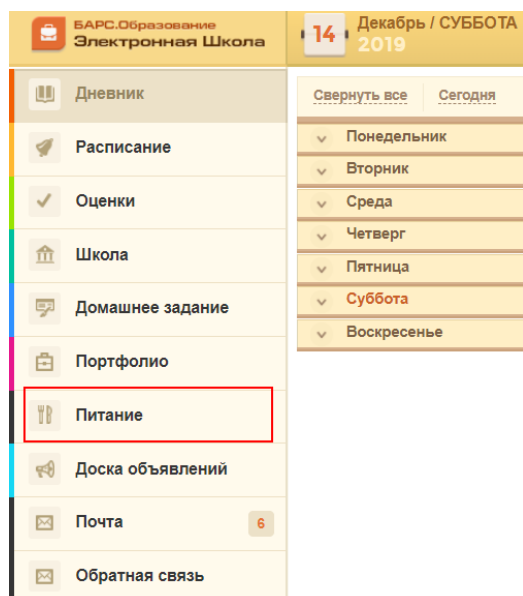 БАРС.Образование
Электронная Школа
14
Декабрь / СУББОТА
2019
Дневник
Расписание
Оценки
Школа
Домашнее задание
Портфолио
Питание
Доска объявлений
Почта
6
Обратная связь
Свернуть все
Сегодня
Понедельник
Вторник
Среда
Четверг
Пятница
Суббота
Воскресенье